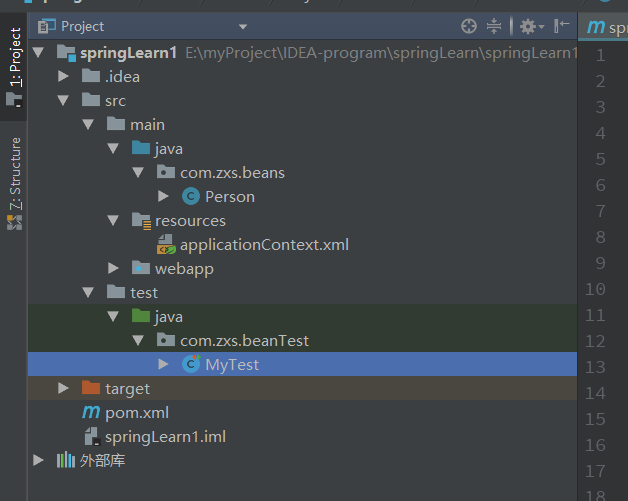 Project
springLearn1 E:\myProject\IDEA-program\springLearn\springLearn1
.idea
src
main
java
com.zxs.beans
Person
resources
applicationContext.xml
webapp
test
java
com.zxs.beanTest
MyTest
target
pom.xml
springLearn1.iml
外部库
1: Project
Z: Structure
m sp
1
2
3
4
5
6
7
8
9
10
11
12
13
14
15
16
17
18